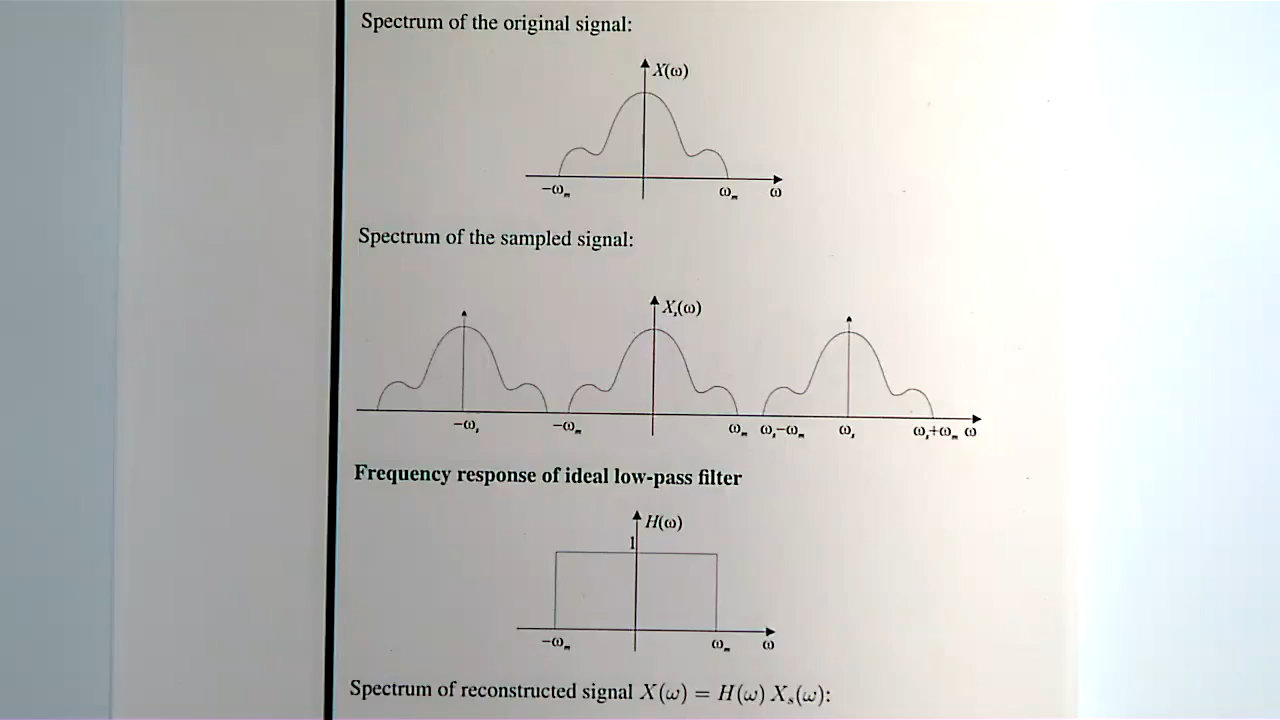 Spectrum of the original signal:
X(ω)
−ωₘ ωₘ ω
Spectrum of the sampled signal:
Xₛ(ω)
−ωₛ −ωₘ ωₘ ωₛ−ωₘ ωₛ ωₛ+ωₘ ω
Frequency response of ideal low-pass filter
H(ω)
1
−ωₘ ωₘ ω
Spectrum of reconstructed signal X(ω) = H(ω) Xₛ(ω):